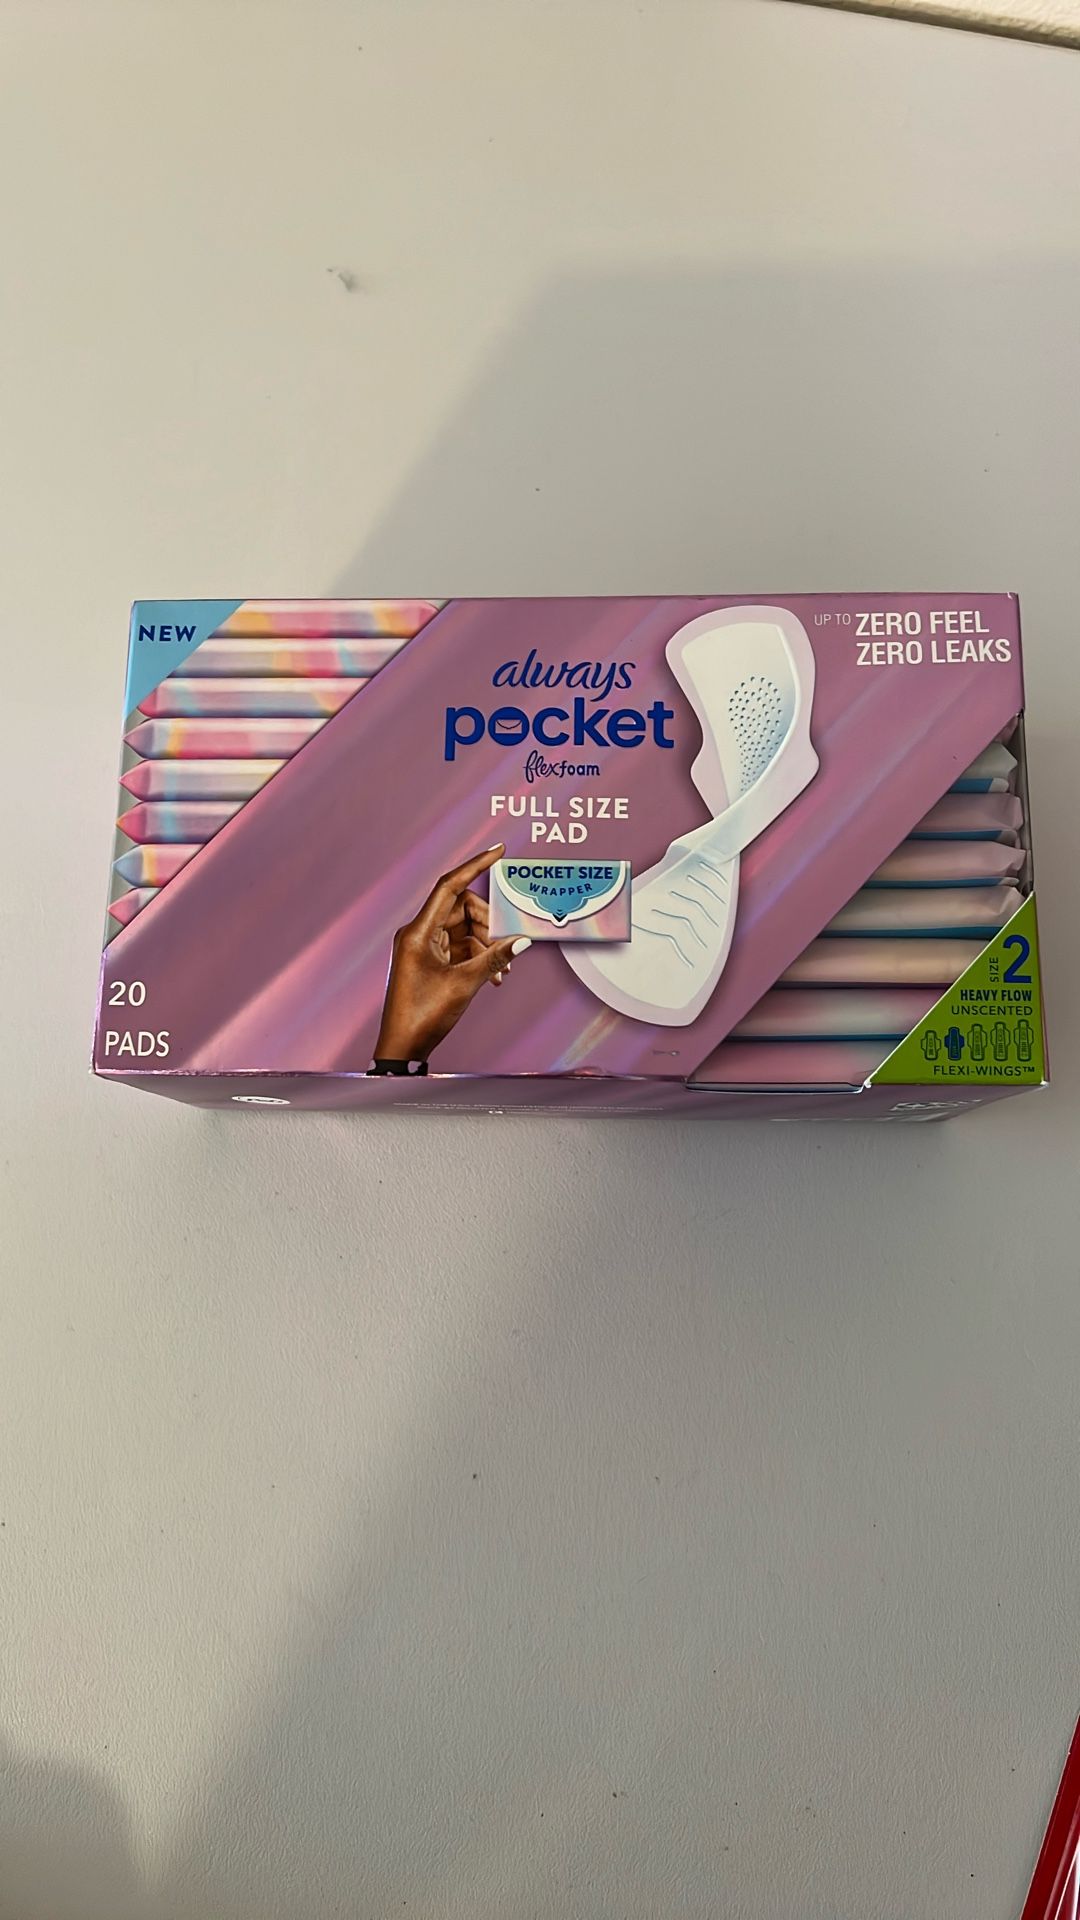 NEW
always
pocket
flexfoam
FULL SIZE
PAD
POCKET SIZE
WRAPPER
UP TO ZERO FEEL
ZERO LEAKS
20
PADS
SIZE 2
HEAVY FLOW
UNSCENTED
FLEXI-WINGS™